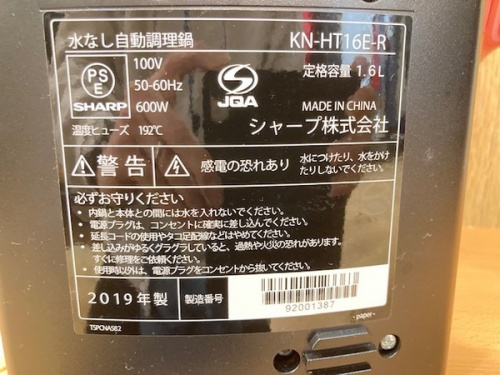 水なし自動調理鍋 KN-HT16E-R
PS
E
SHARP
100V
50-60Hz
600W
JQA
定格容量 1.6L
MADE IN CHINA
温度ヒューズ 192℃
シャープ株式会社
警告
感電の恐れあり
水につけたり、水をかけ
たりしないでください。
必ずお守りください
・内鍋と本体との間には水を入れないでください。
・電源プラグは、コンセントに確実に差し込んでください。
・延長コードの使用やタコ足配線などはやめてください。
・差し込みがゆるくグラグラしていると、過熱や火災の恐れがあります。
すぐに修理をご依頼ください。
・使用時以外は、電源プラグをコンセントから抜いてください。
2019年製
製造番号
92001387
TSPCNA582
- paper -